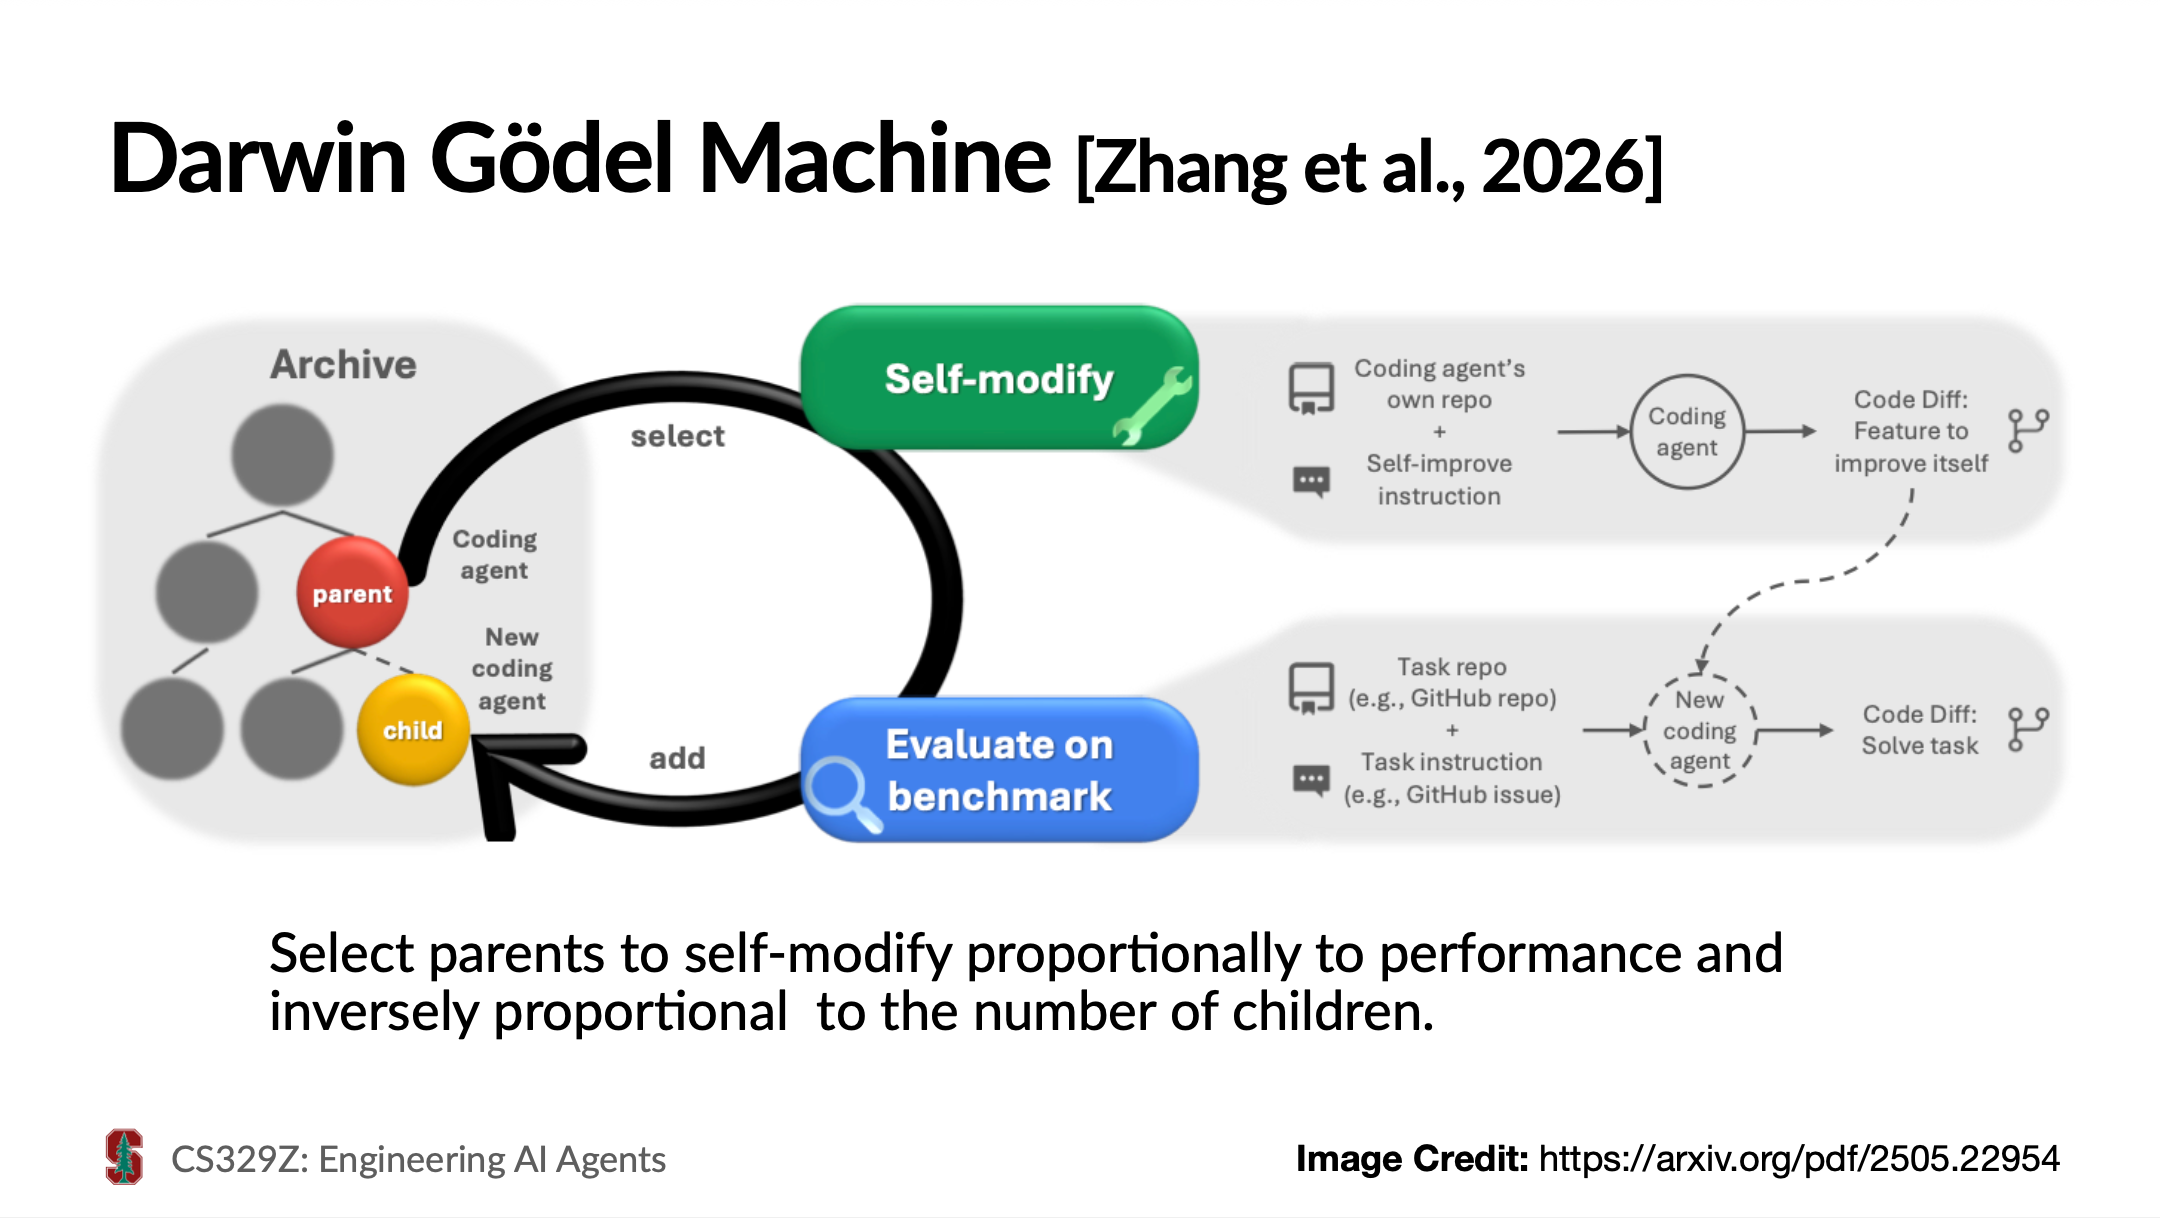 Darwin Gödel Machine [Zhang et al., 2026]
Archive
parent
child
Coding
agent
New
coding
agent
select
add
Self-modify
Evaluate on
benchmark
Coding agent's
own repo
+
Self-improve
instruction
Coding
agent
Code Diff:
Feature to
improve itself
Task repo
(e.g., GitHub repo)
+
Task instruction
(e.g., GitHub issue)
New
coding
agent
Code Diff:
Solve task
Select parents to self-modify proportionally to performance and
inversely proportional  to the number of children.
S
CS329Z: Engineering AI Agents
Image Credit: https://arxiv.org/pdf/2505.22954